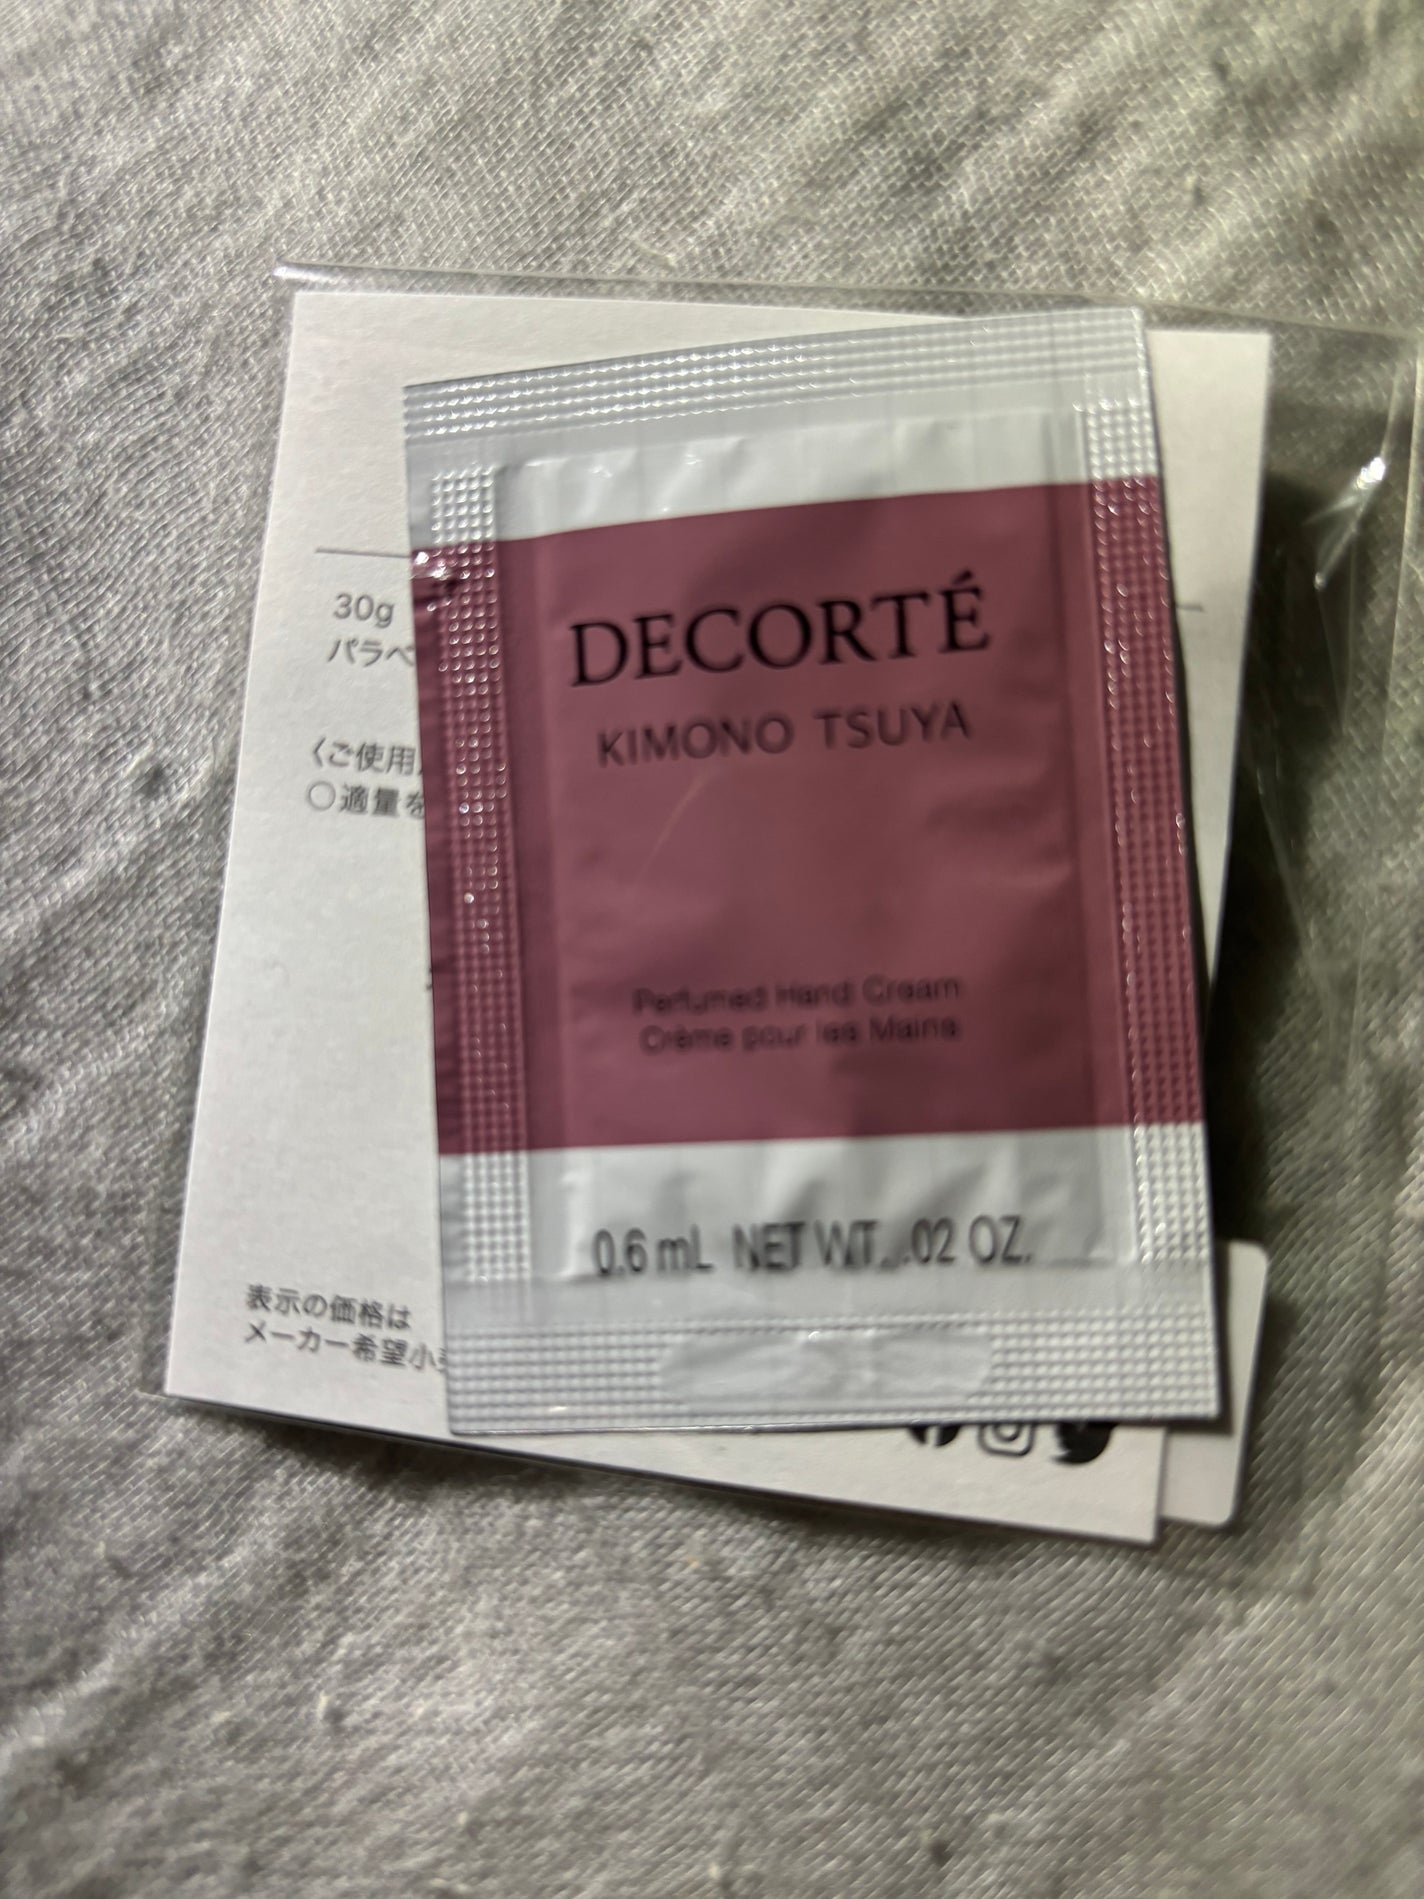 DECORTÉ
KIMONO TSUYA
Perfumed Hand Cream
Crème pour les Mains
0.6 mL NET WT. .02 OZ.
30g
パラベ
〈ご使用
○適量を
表示の価格は
メーカー希望小